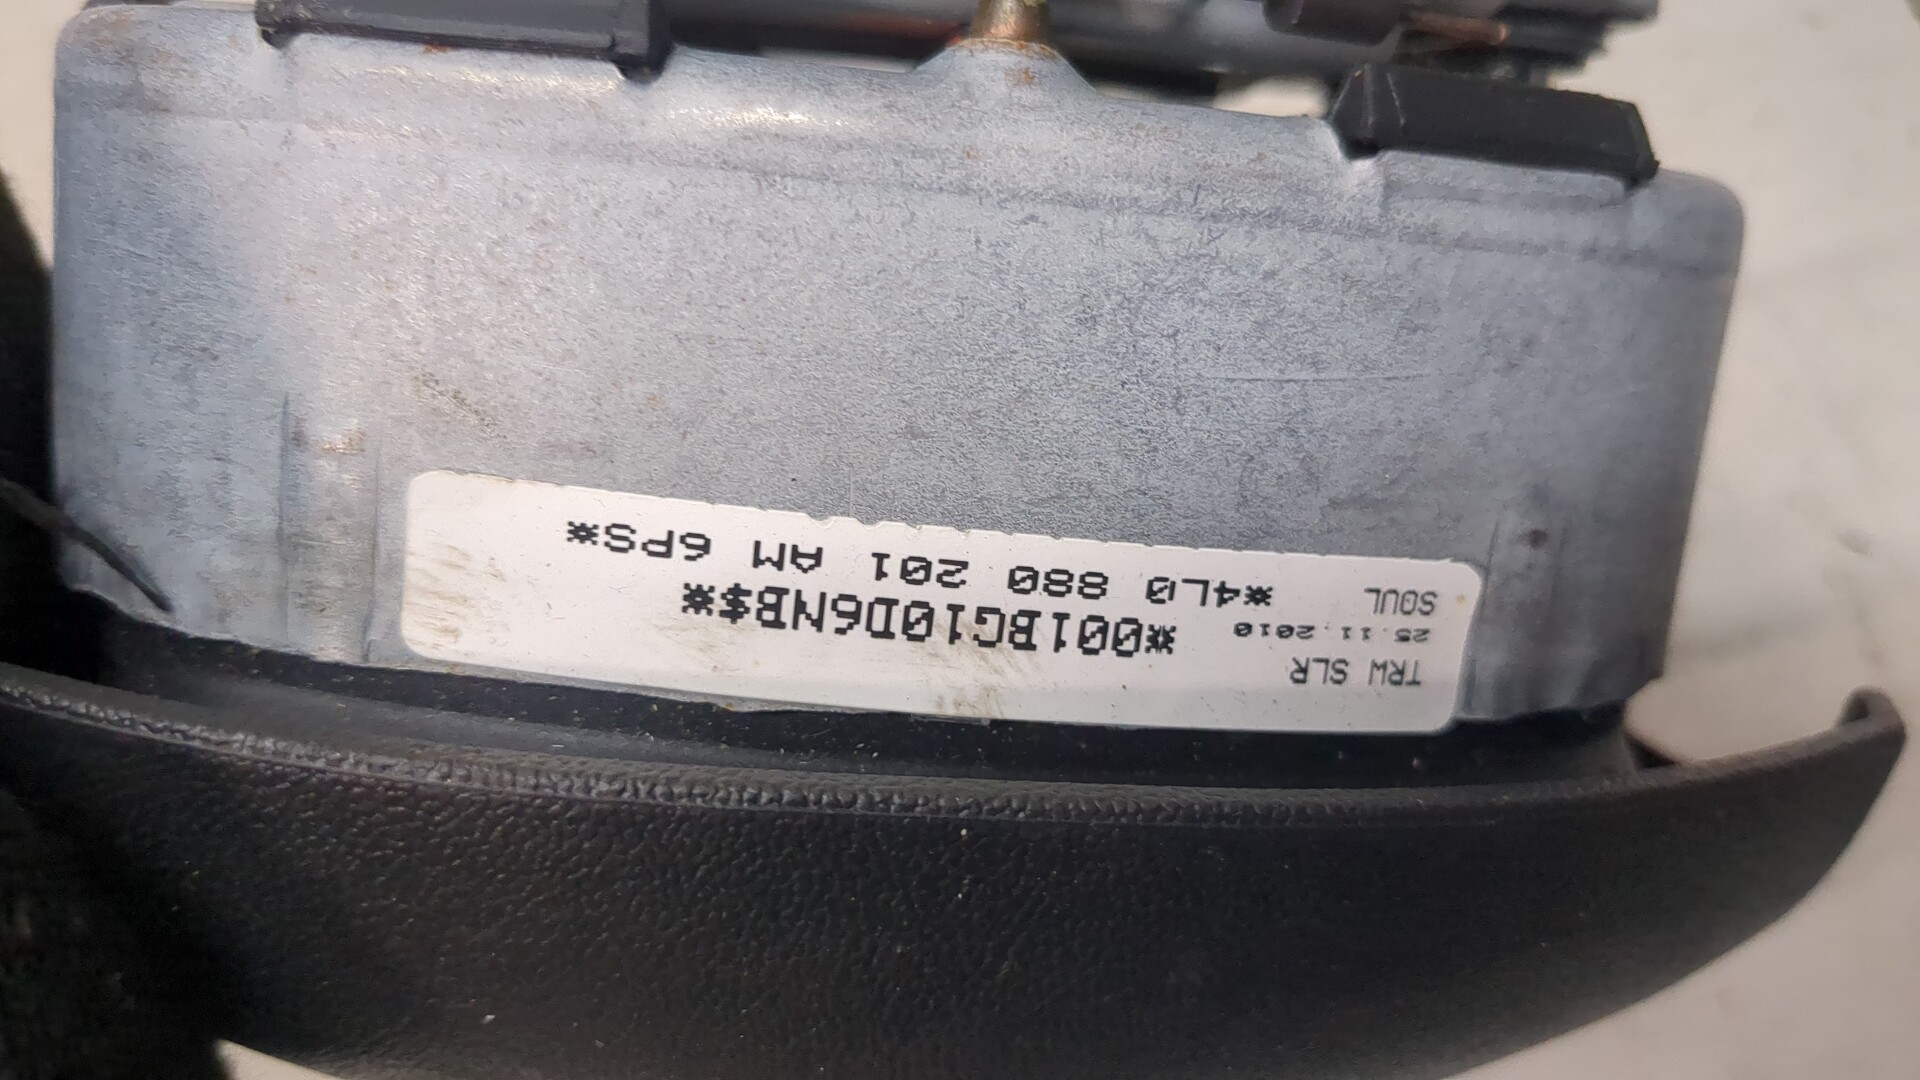 TRW SLR
25.11.2010 *001BG10D6NB$*
SOUL *4L0 880 201 AM 6PS*